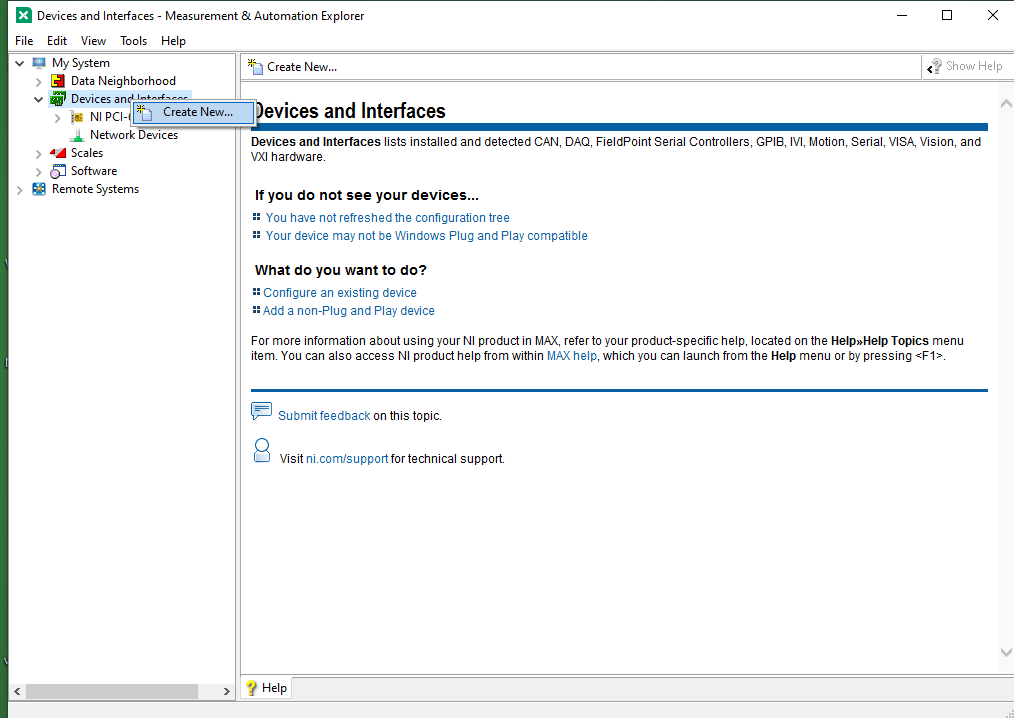 Devices and Interfaces - Measurement & Automation Explorer
File Edit View Tools Help
My System
Data Neighborhood
Devices and Interfaces
Create New...
NI PCI-
Network Devices
Scales
Software
Remote Systems
Create New...
Show Help
Devices and Interfaces
Devices and Interfaces lists installed and detected CAN, DAQ, FieldPoint Serial Controllers, GPIB, IVI, Motion, Serial, VISA, Vision, and
VXI hardware.
If you do not see your devices...
You have not refreshed the configuration tree
Your device may not be Windows Plug and Play compatible
What do you want to do?
Configure an existing device
Add a non-Plug and Play device
For more information about using your NI product in MAX, refer to your product-specific help, located on the Help»Help Topics menu
item. You can also access NI product help from within MAX help, which you can launch from the Help menu or by pressing <F1>.
Submit feedback on this topic.
Visit ni.com/support for technical support.
Help